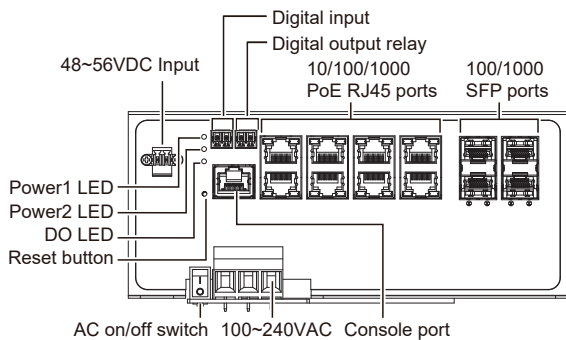 Digital input
Digital output relay
48~56VDC Input
10/100/1000
PoE RJ45 ports
100/1000
SFP ports
Power1 LED
Power2 LED
DO LED
Reset button
AC on/off switch
100~240VAC
Console port